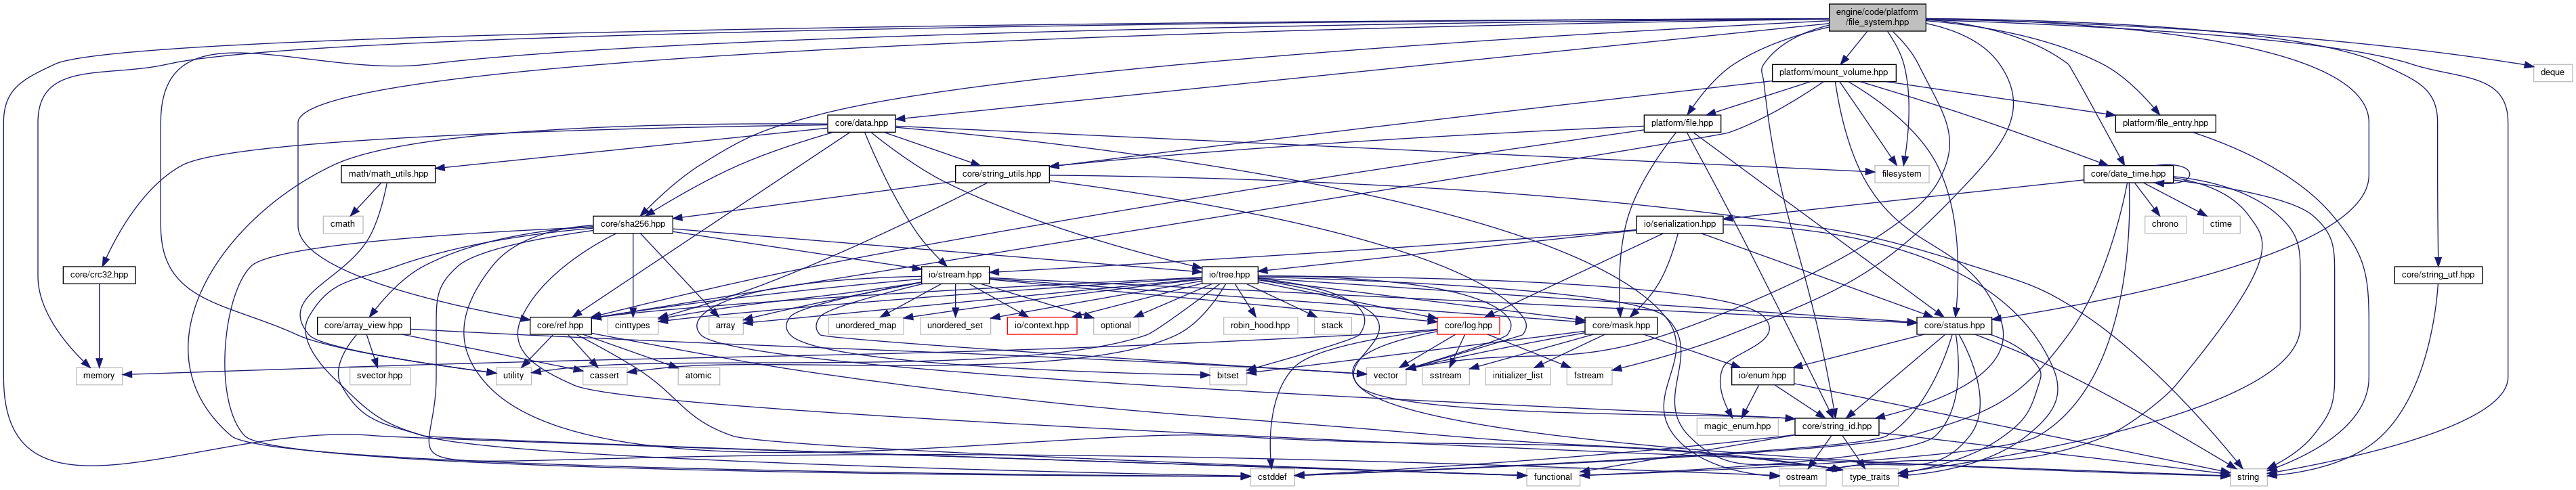 engine/code/platform
/file_system.hpp
platform/mount_volume.hpp
deque
core/data.hpp
platform/file.hpp
platform/file_entry.hpp
math/math_utils.hpp
core/string_utils.hpp
filesystem
core/date_time.hpp
cmath
core/sha256.hpp
io/serialization.hpp
chrono
ctime
core/crc32.hpp
io/stream.hpp
io/tree.hpp
core/string_utf.hpp
core/array_view.hpp
core/ref.hpp
cinttypes
array
unordered_map
unordered_set
io/context.hpp
optional
robin_hood.hpp
stack
core/log.hpp
core/mask.hpp
core/status.hpp
memory
svector.hpp
utility
cassert
atomic
bitset
vector
sstream
initializer_list
fstream
io/enum.hpp
magic_enum.hpp
core/string_id.hpp
cstddef
functional
ostream
type_traits
string